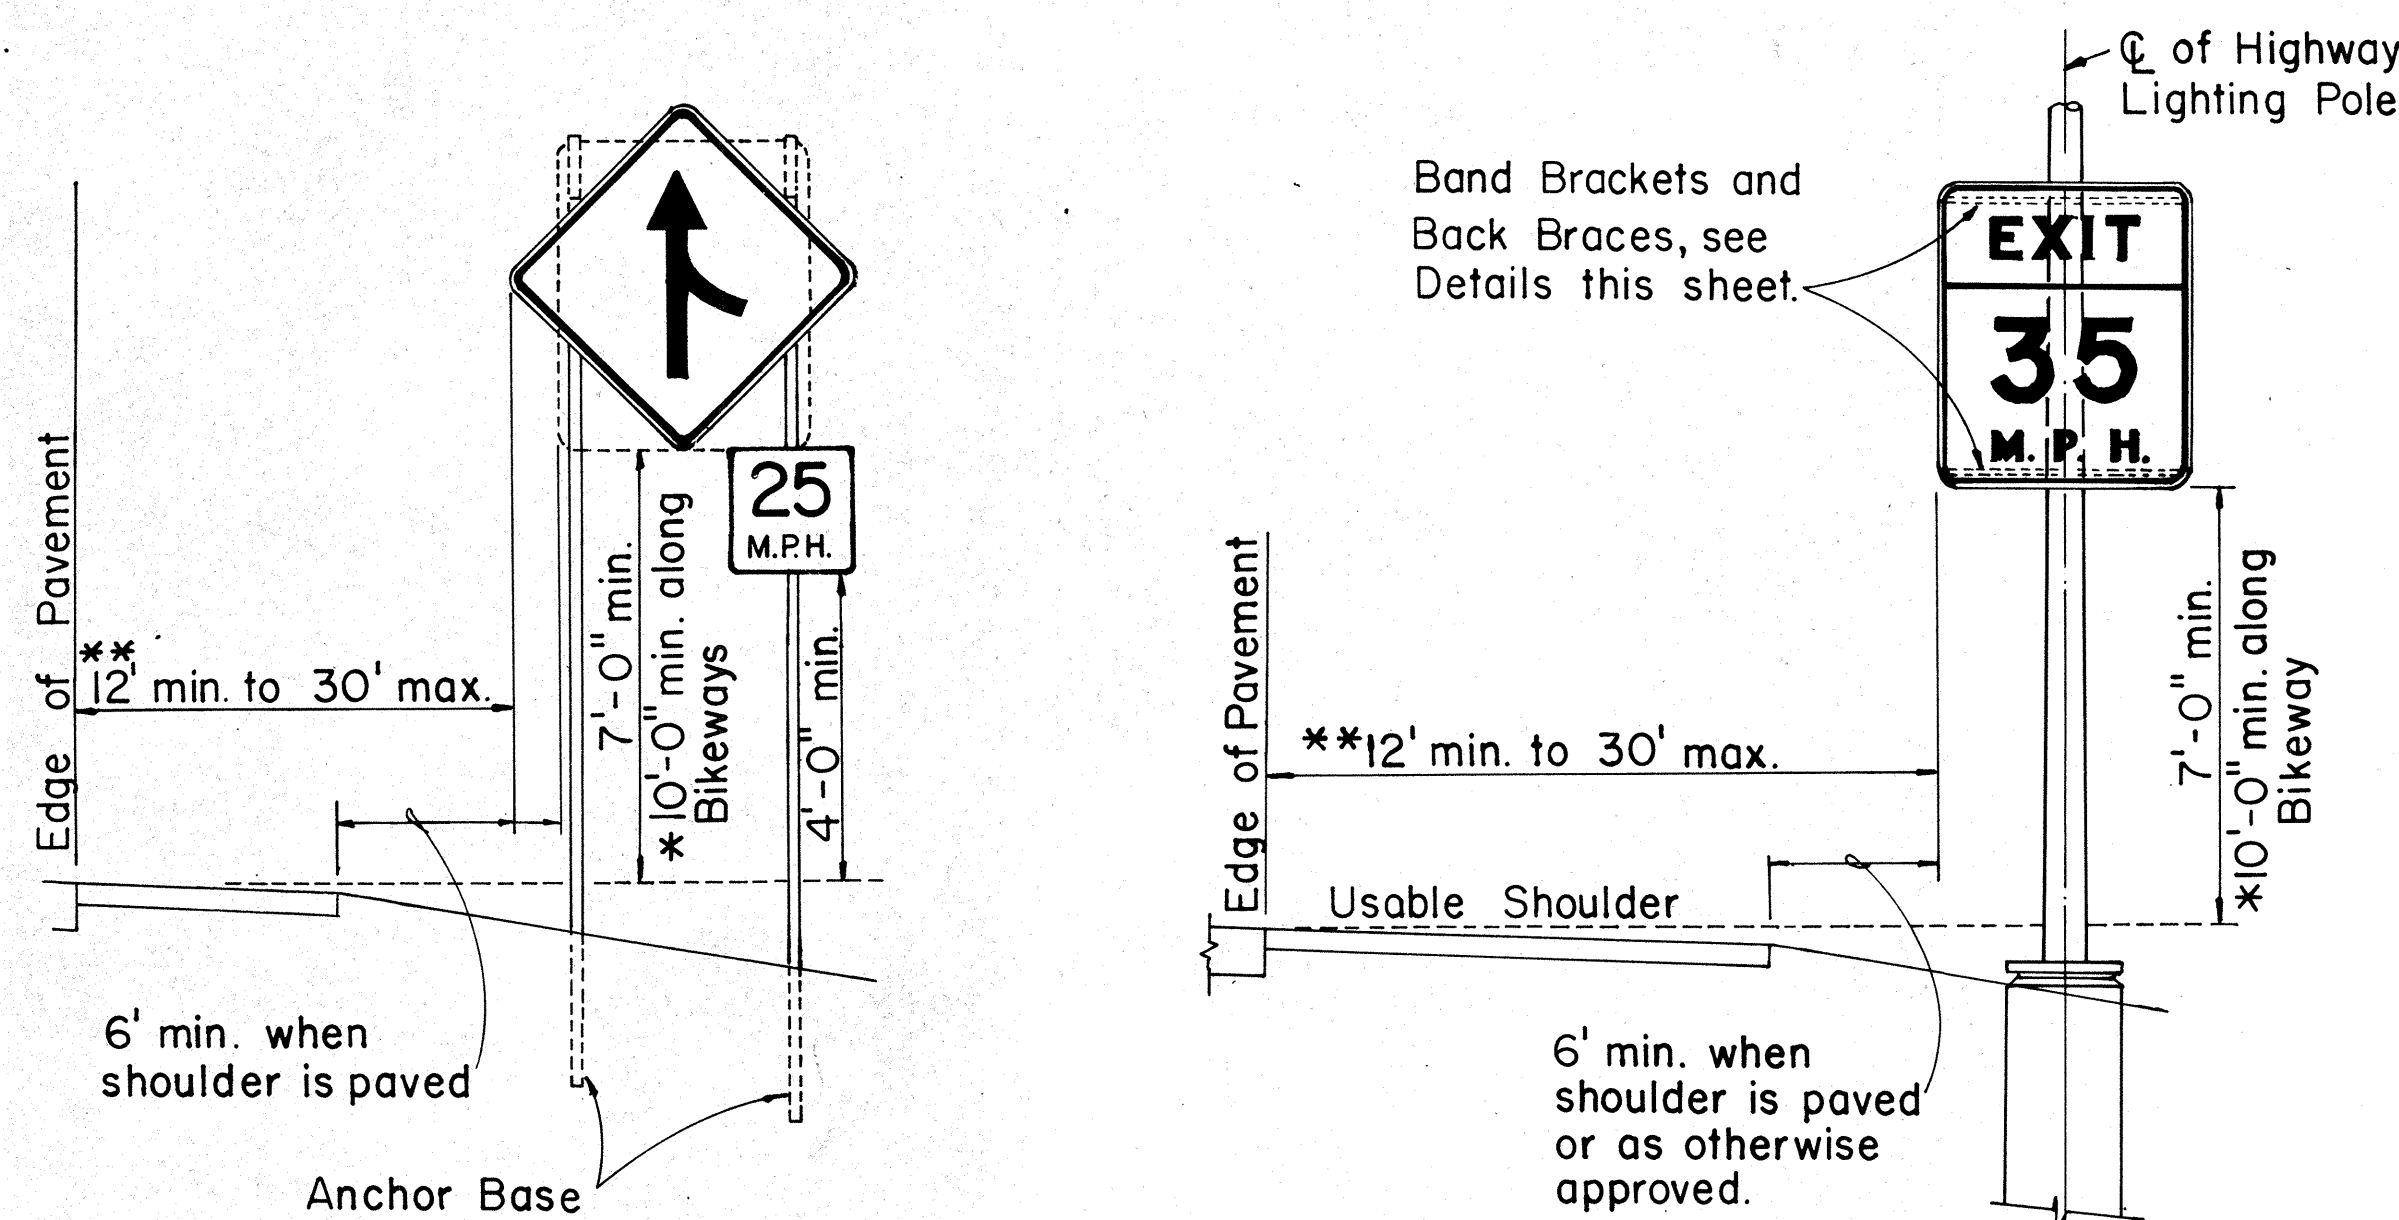 Edge of Pavement
**
12' min. to 30' max.
25
M.P.H.
7'-0" min.
*10'-0" min. along
Bikeways
4'-0" min.
6' min. when
shoulder is paved
Anchor Base
℄ of Highway
Lighting Pole
Band Brackets and
Back Braces, see
Details this sheet.
EXIT
35
M. P. H.
Edge of Pavement
**12' min. to 30' max.
7'-0" min.
*10'-0" min. along
Bikeway
Usable Shoulder
6' min. when
shoulder is paved
or as otherwise
approved.